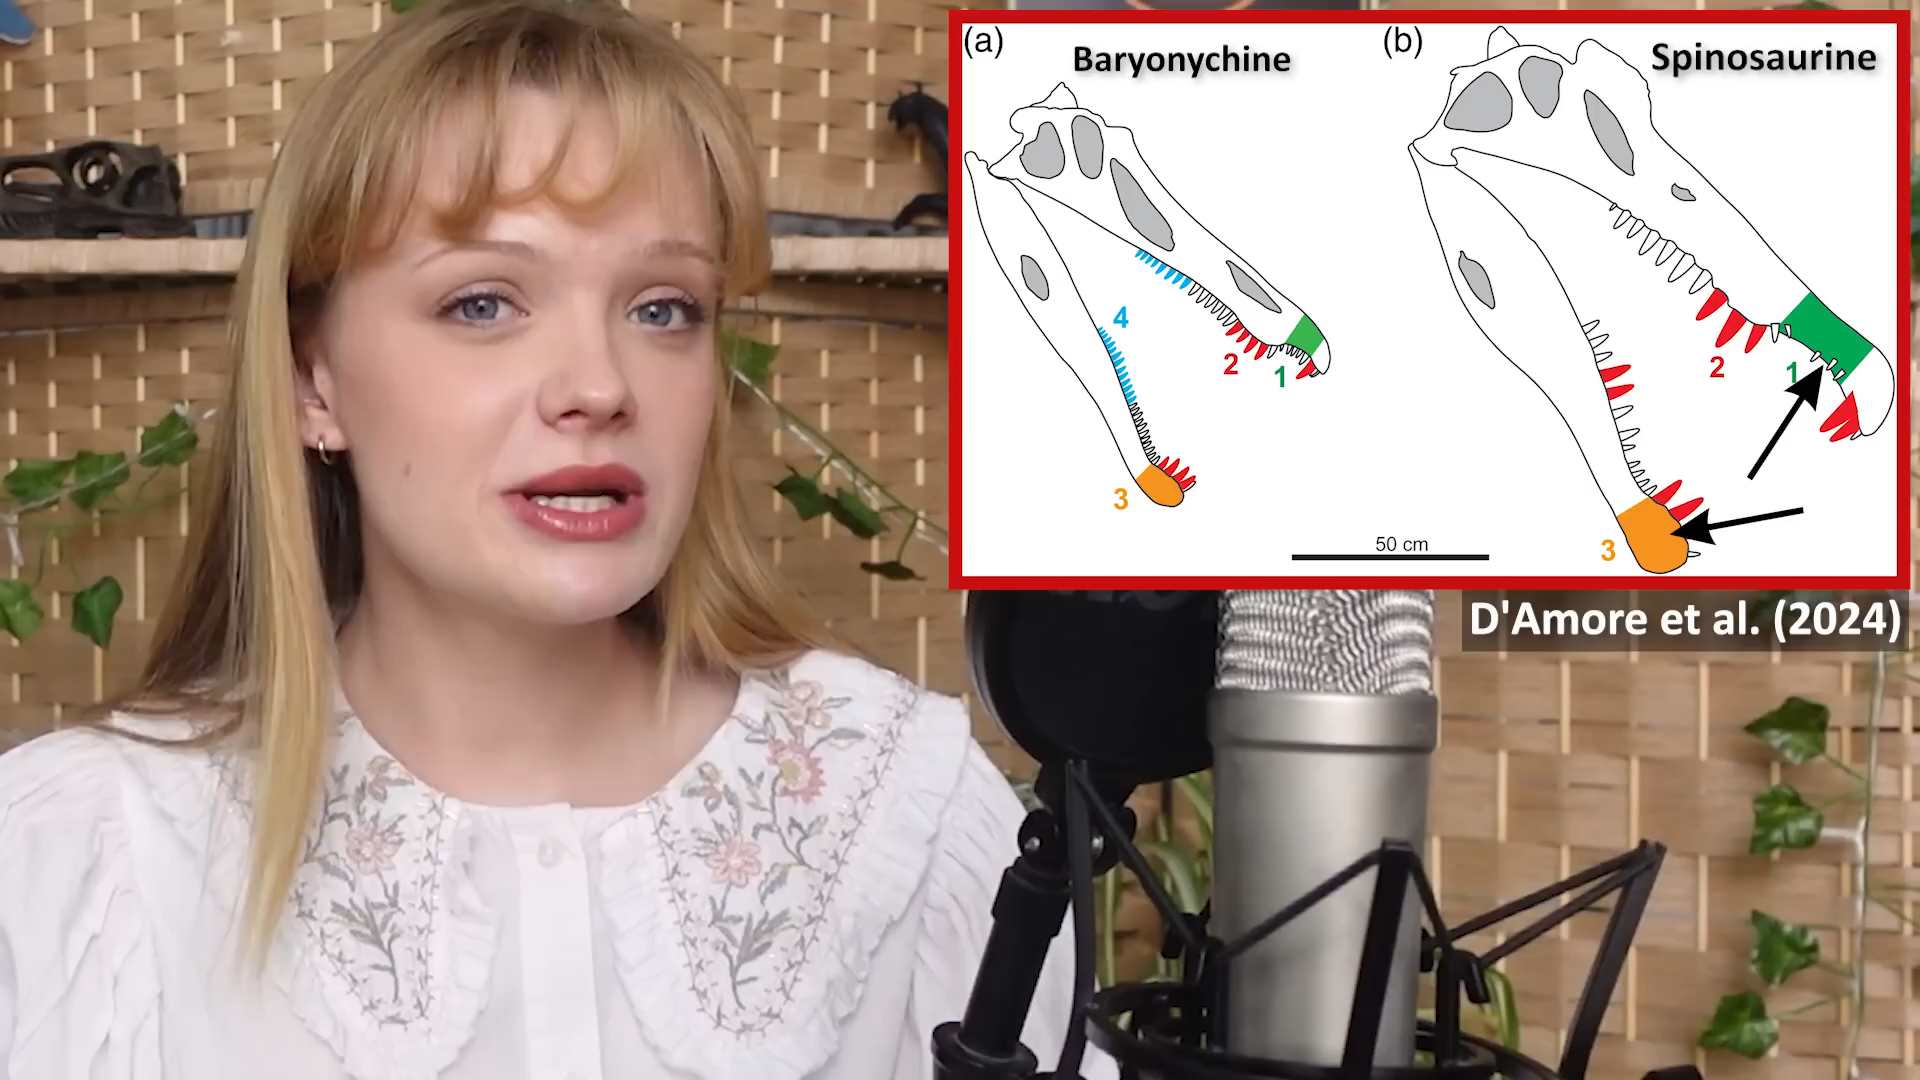 (a)
Baryonychine
(b)
Spinosaurine
4
2
1
3
2
1
3
50 cm
D'Amore et al. (2024)